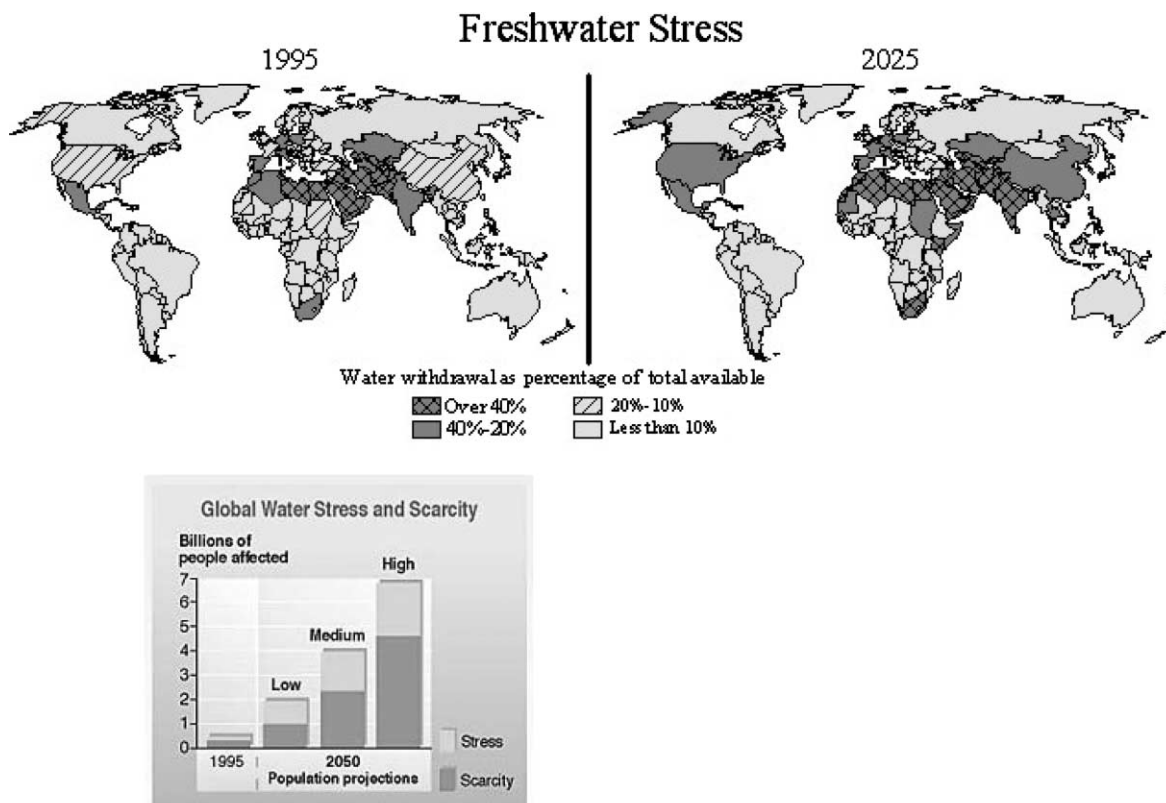 Freshwater Stress
1995
2025
Water withdrawal as percentage of total available
Over 40%
20%-10%
40%-20%
Less than 10%
Global Water Stress and Scarcity
Billions of
people affected
High
7
6
5
Medium
4
3
Low
2
1
0
Stress
1995
2050
Population projections
Scarcity